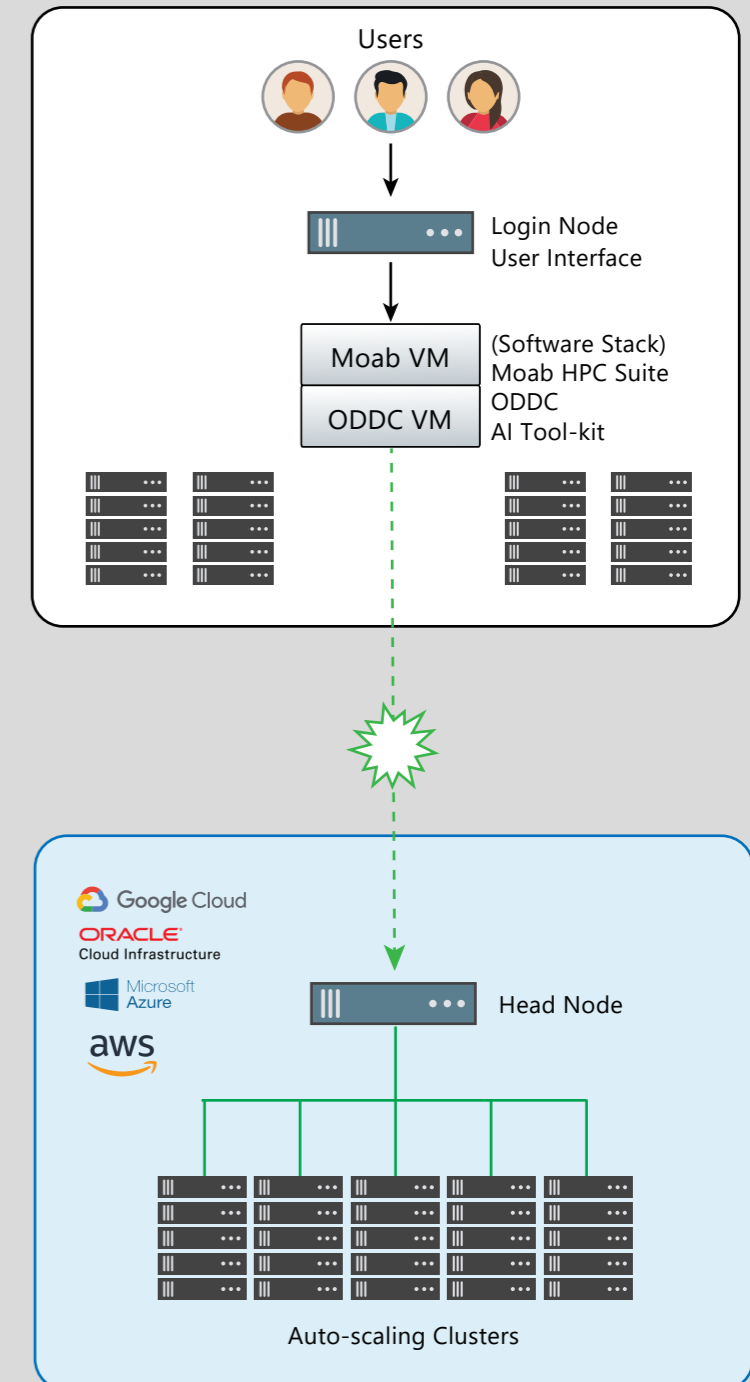 Users
Login Node
User Interface
Moab VM
ODDC VM
(Software Stack)
Moab HPC Suite
ODDC
AI Tool-kit
Google Cloud
ORACLE
Cloud Infrastructure
Microsoft
Azure
aws
Head Node
Auto-scaling Clusters